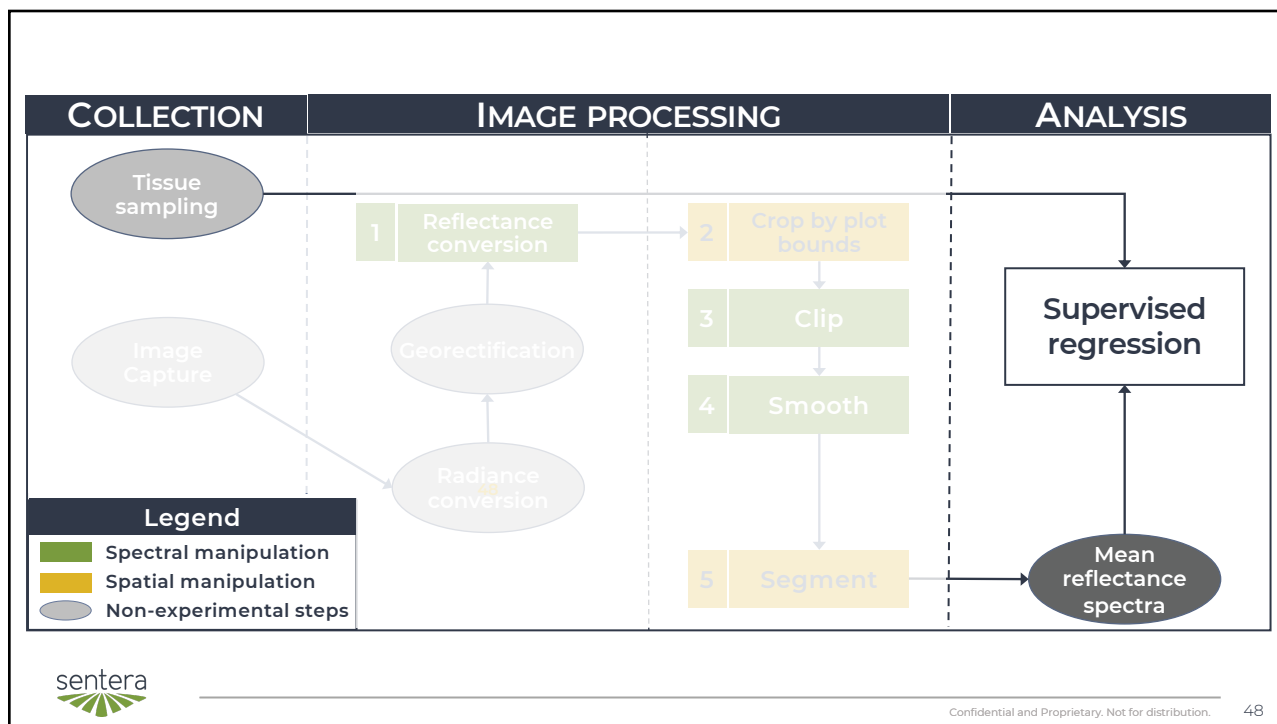 COLLECTION
IMAGE PROCESSING
ANALYSIS
Tissue
sampling
1
Reflectance
conversion
2
Crop by plot
bounds
3
Clip
Image
Capture
Georectification
Supervised
regression
4
Smooth
Radiance
conversion
Legend
Spectral manipulation
Spatial manipulation
Non-experimental steps
5
Segment
Mean
reflectance
spectra
sentera
Confidential and Proprietary. Not for distribution.
48